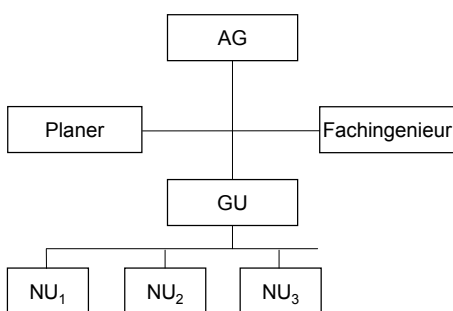 AG
Planer
Fachingenieur
GU
NU₁
NU₂
NU₃